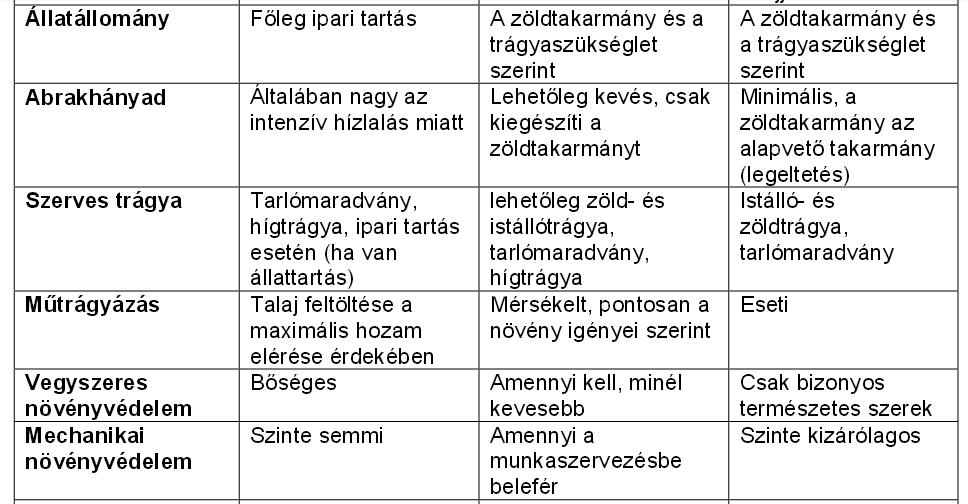 Állatállomány
Főleg ipari tartás
A zöldtakarmány és a
trágyaszükséglet
szerint
A zöldtakarmány és
a trágyaszükséglet
szerint
Abrakhányad
Általában nagy az
intenzív hízlalás miatt
Lehetőleg kevés, csak
kiegészíti a
zöldtakarmányt
Minimális, a
zöldtakarmány az
alapvető takarmány
(legeltetés)
Szerves trágya
Tarlómaradvány,
hígtrágya, ipari tartás
esetén (ha van
állattartás)
lehetőleg zöld- és
istállótrágya,
tarlómaradvány,
hígtrágya
Istálló- és
zöldtrágya,
tarlómaradvány
Műtrágyázás
Talaj feltöltése a
maximális hozam
elérése érdekében
Mérsékelt, pontosan a
növény igényei szerint
Eseti
Vegyszeres
növényvédelem
Bőséges
Amennyi kell, minél
kevesebb
Csak bizonyos
természetes szerek
Mechanikai
növényvédelem
Szinte semmi
Amennyi a
munkaszervezésbe
belefér
Szinte kizárólagos